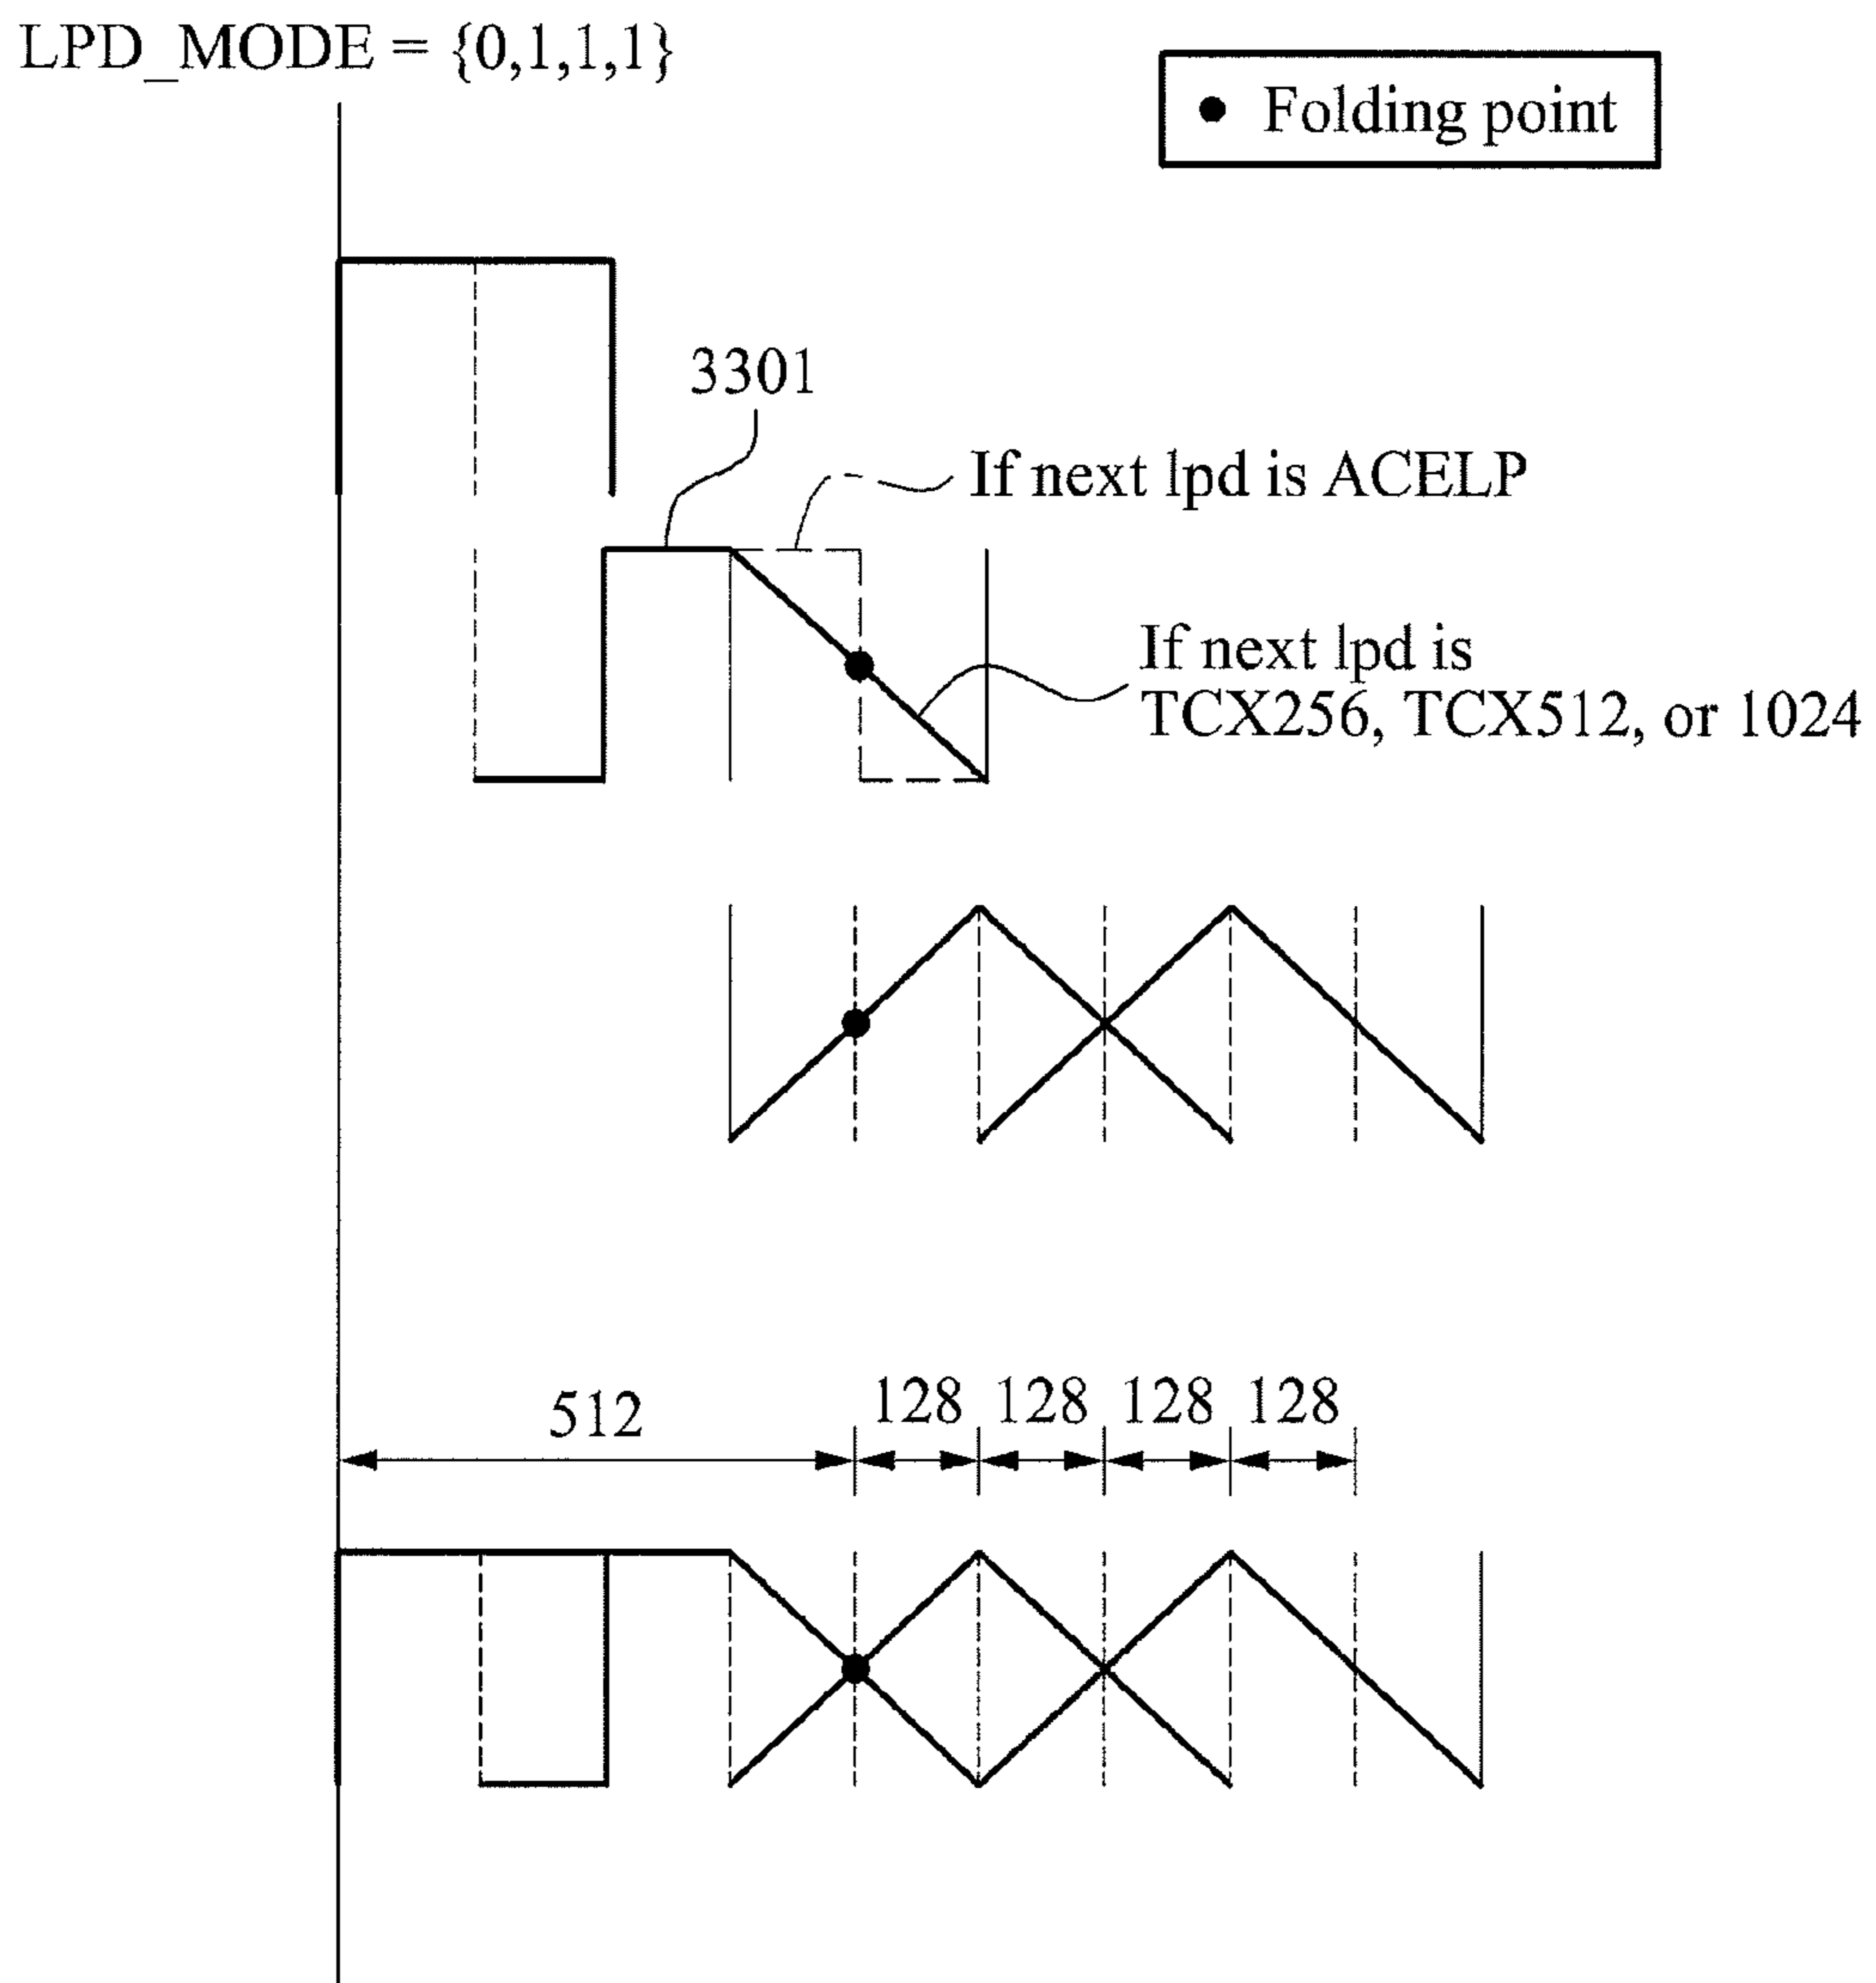 LPD_MODE = {0,1,1,1}
Folding point
3301
If next lpd is ACELP
If next lpd is
TCX256, TCX512, or 1024
512
128
128
128
128